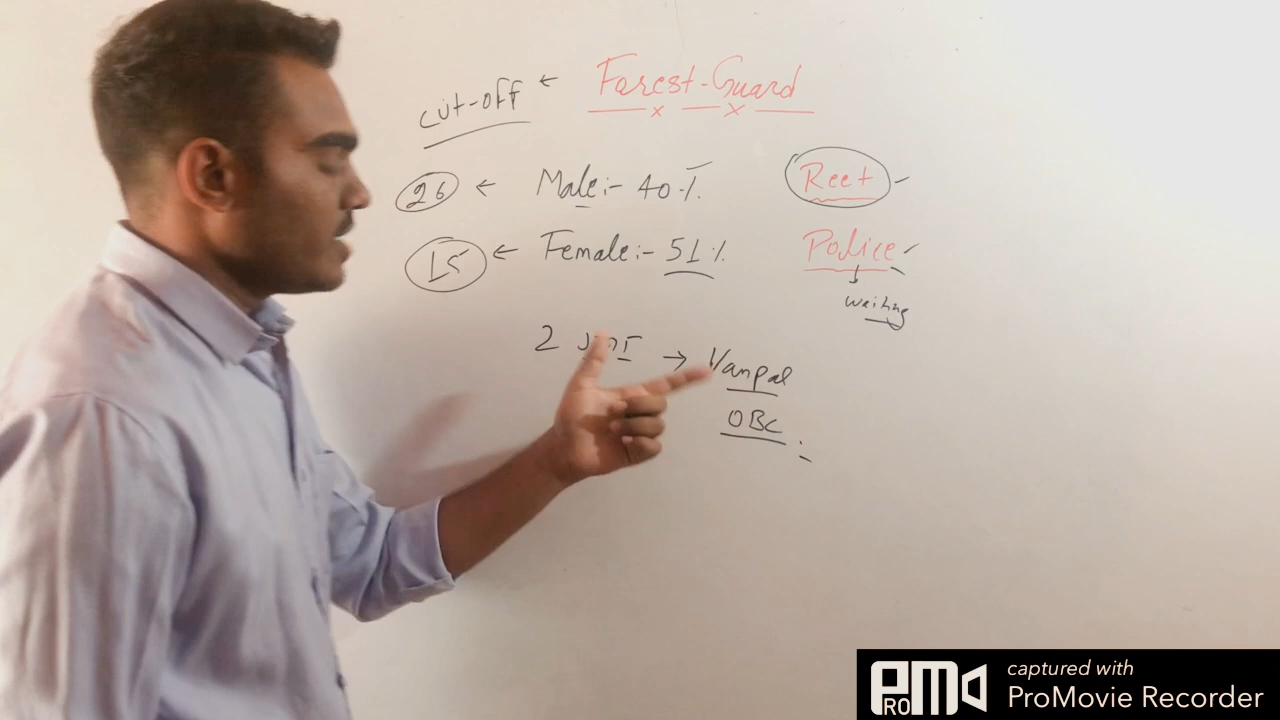 cut-off ← Forest-Guard
26 ← Male:- 40%
15 ← Female:- 51%
2 → Vanpal
OBC
Reet
Police
↓
waiting
PROM
captured with
ProMovie Recorder